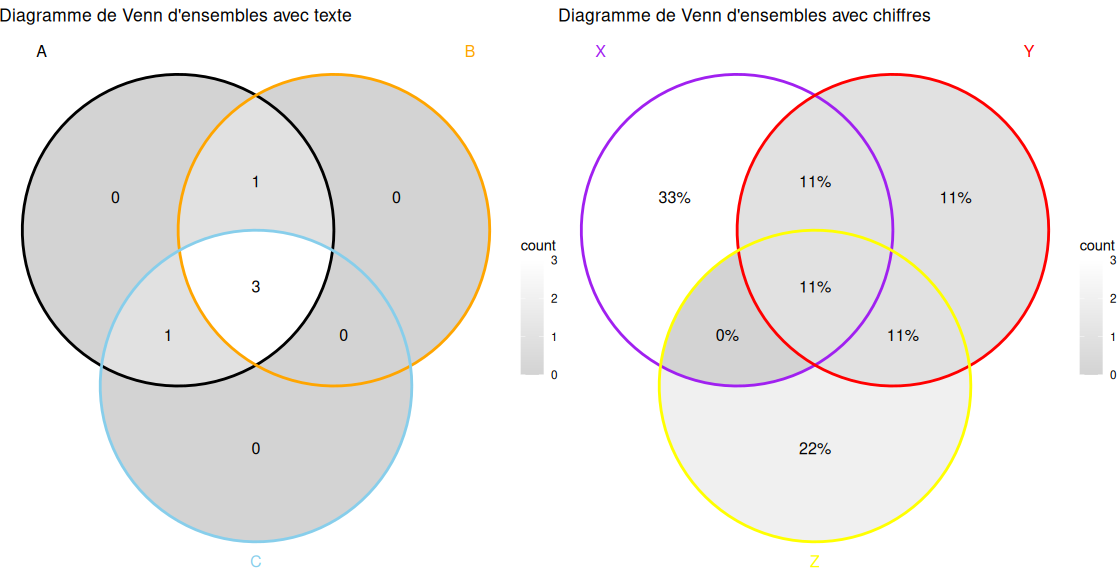 Diagramme de Venn d'ensembles avec texte
A
B
0
1
0
3
1
0
0
C
count
3
2
1
0
Diagramme de Venn d'ensembles avec chiffres
X
Y
33%
11%
11%
11%
0%
11%
22%
Z
count
3
2
1
0